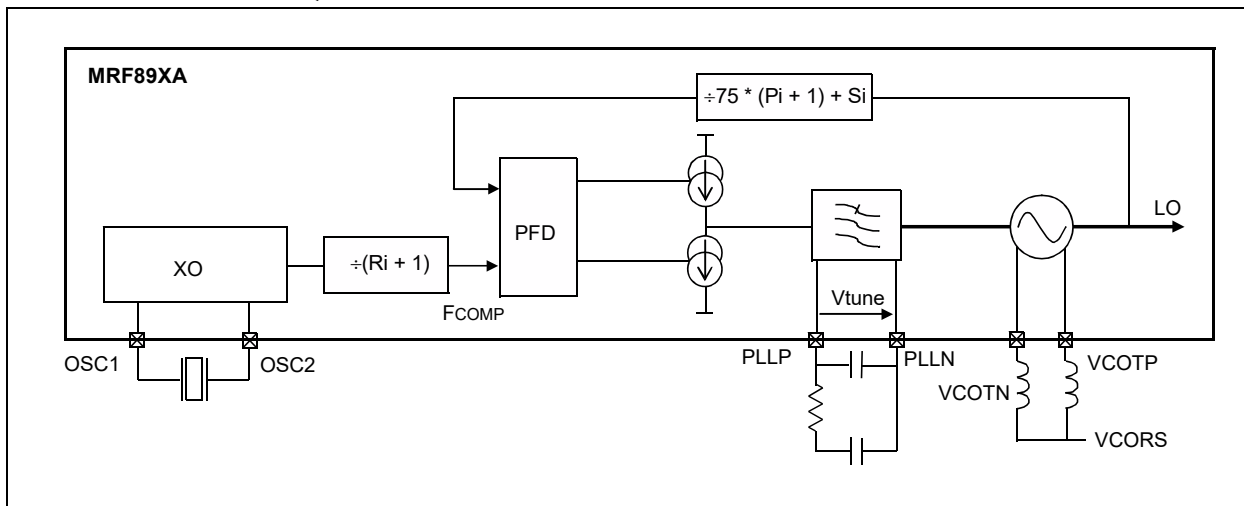 MRF89XA
÷75 * (Pi + 1) + Si
LO
PFD
XO
÷(Ri + 1)
FCOMP
Vtune
OSC1
OSC2
PLLP
PLLN
VCOTN
VCOTP
VCORS